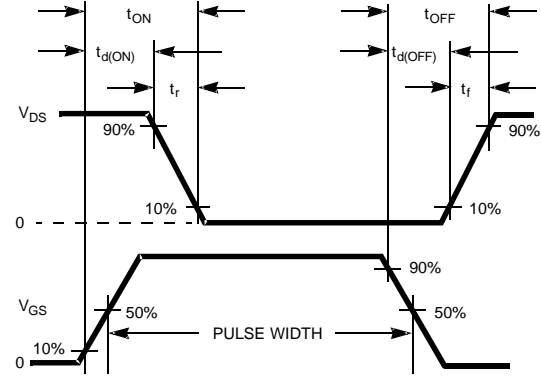 tON tOFF
td(ON) td(OFF)
tr tf
VDS
90% 90%
10% 10%
0
90%
VGS 50% 50%
PULSE WIDTH
10%
0